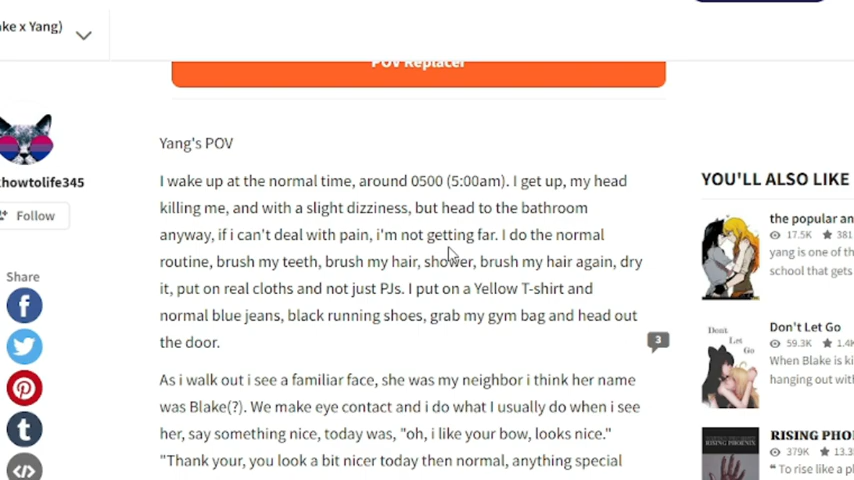 ake x Yang)
POV Replacer
Yang's POV
howtolife345
Follow
Share
I wake up at the normal time, around 0500 (5:00am). I get up, my head
killing me, and with a slight dizziness, but head to the bathroom
anyway, if i can't deal with pain, i'm not getting far. I do the normal
routine, brush my teeth, brush my hair, shower, brush my hair again, dry
it, put on real cloths and not just PJs. I put on a Yellow T-shirt and
normal blue jeans, black running shoes, grab my gym bag and head out
the door.
3
As i walk out i see a familiar face, she was my neighbor i think her name
was Blake(?). We make eye contact and i do what I usually do when i see
her, say something nice, today was, "oh, i like your bow, looks nice."
"Thank your, you look a bit nicer today then normal, anything special
YOU'LL ALSO LIKE
the popular an
17.5K 381
yang is one of th
school that gets
Don't Let Go
Don't Let Go
59.3K 1.4K
When Blake is ki
hanging out with
RISING PHOENIX
RISING PHO
379K 13.3
" To rise like a p